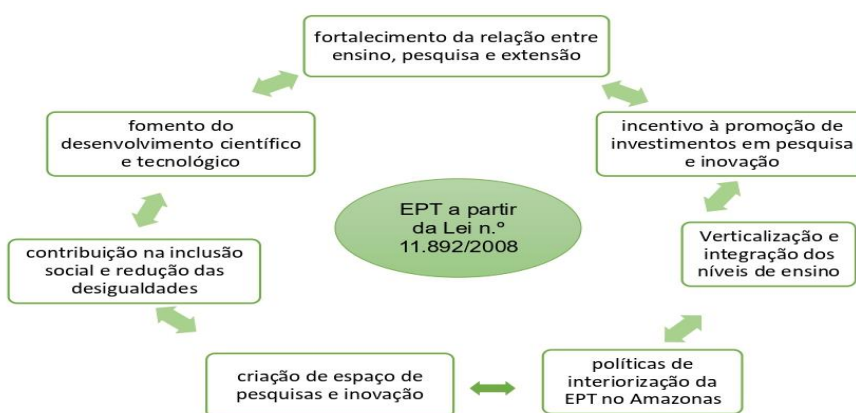 fortalecimento da relação entre
ensino, pesquisa e extensão
incentivo à promoção de
investimentos em pesquisa
e inovação
Verticalização e
integração dos
níveis de ensino
políticas de
interiorização da
EPT no Amazonas
criação de espaço de
pesquisas e inovação
contribuição na inclusão
social e redução das
desigualdades
fomento do
desenvolvimento científico
e tecnológico
EPT a partir
da Lei n.º
11.892/2008